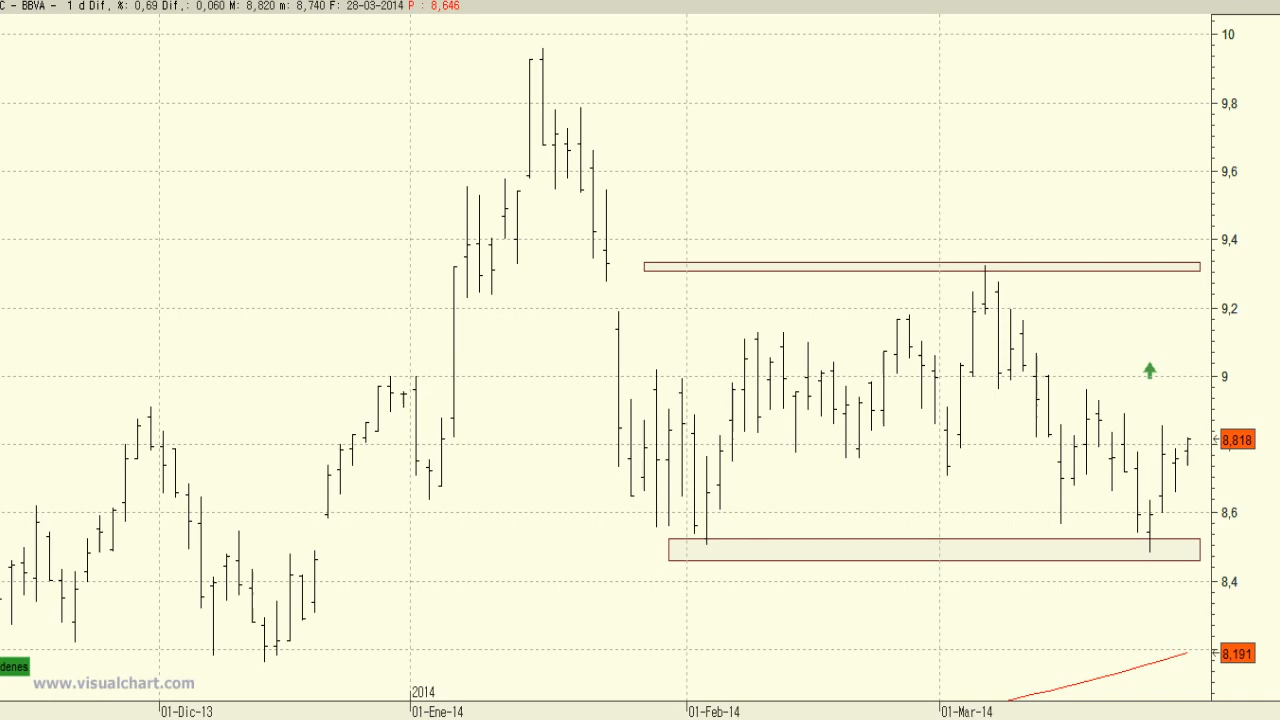 C - BBVA - 1 d Dif, %: 0,69 Dif,: 0,060 M: 8,820 m: 8,740 F: 28-03-2014 P : 8,646
10
9,8
9,6
9,4
9,2
9
8,818
8,6
8,4
8,191
denes
www.visualchart.com
2014
01-Dic-13
01-Ene-14
01-Feb-14
01-Mar-14